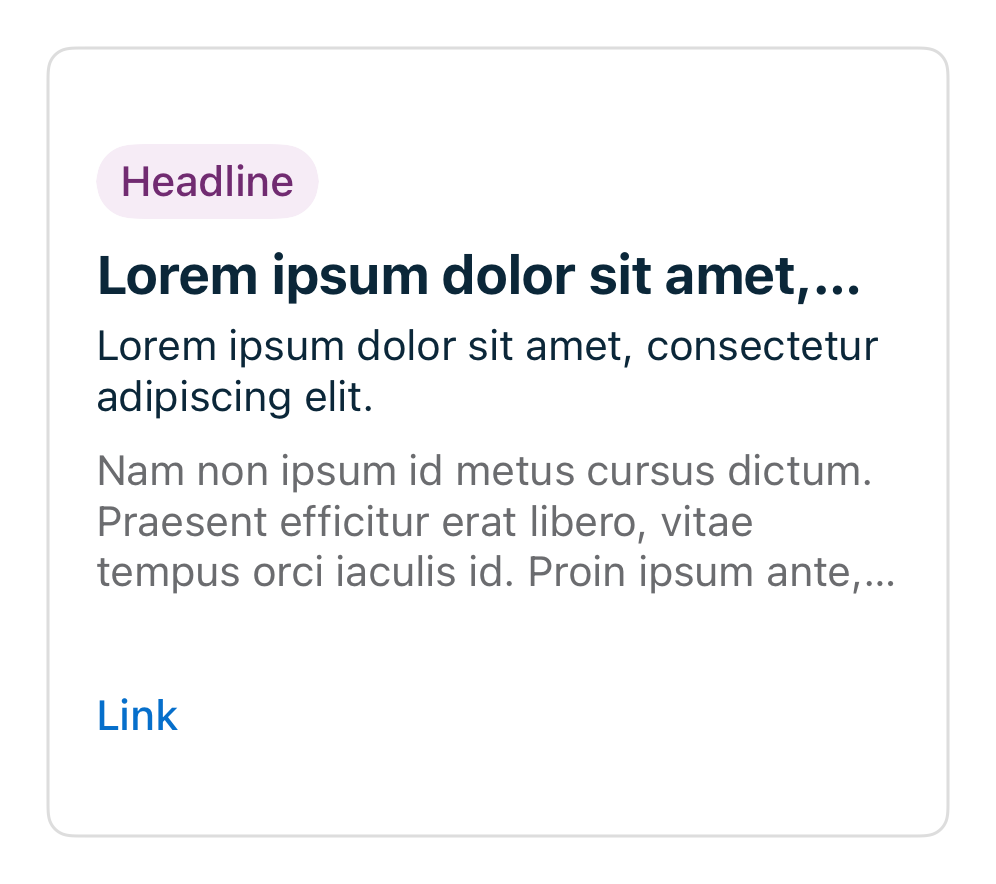 Headline
Lorem ipsum dolor sit amet,...
Lorem ipsum dolor sit amet, consectetur
adipiscing elit.
Nam non ipsum id metus cursus dictum.
Praesent efficitur erat libero, vitae
tempus orci iaculis id. Proin ipsum ante,...
Link